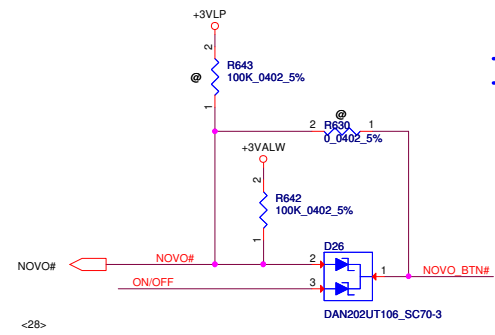 +3VLP
2
R643
@
100K_0402_5%
1
@
2
R630
1
0_0402_5%
+3VALW
2
R642
100K_0402_5%
1
D26
NOVO#
NOVO#
2
1
NOVO_BTN#
ON/OFF
3
DAN202UT106_SC70-3
<28>